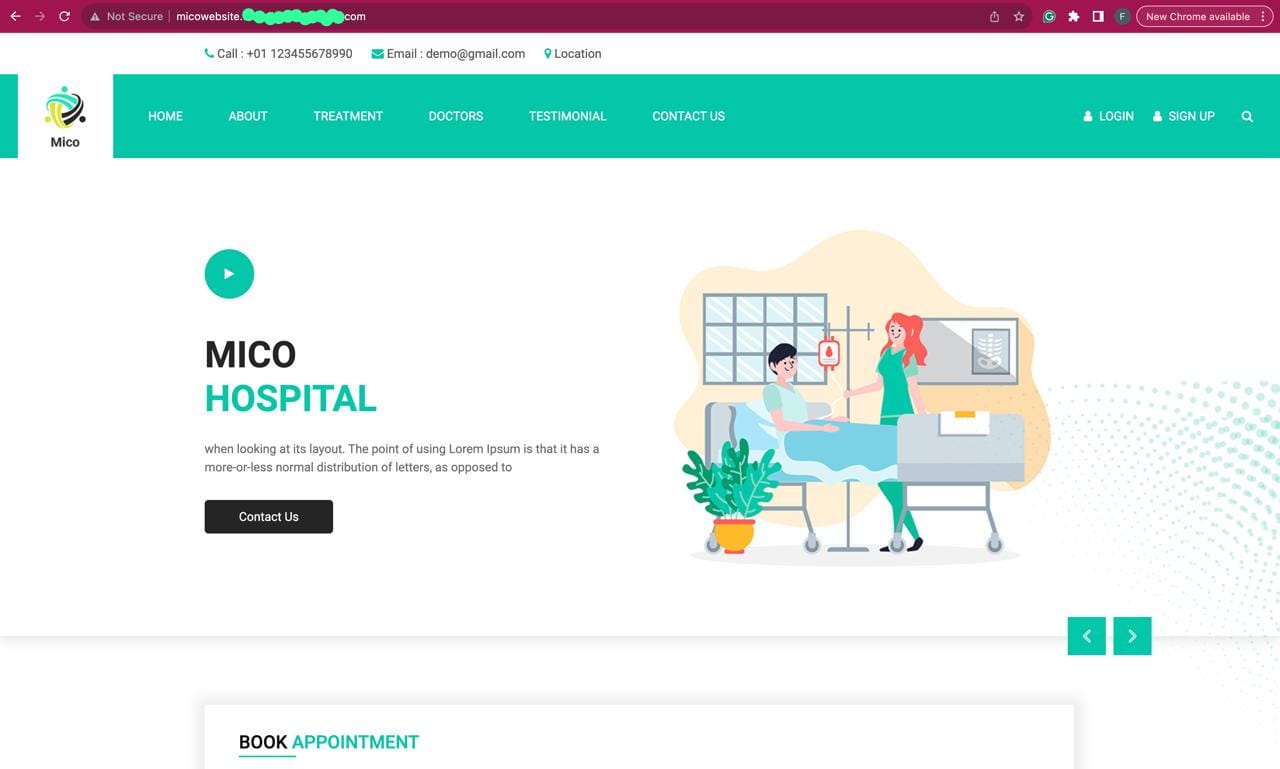 Not Secure | micowebsite. com
F
New Chrome available
Call : +01 123455678990 Email : demo@gmail.com Location
Mico
HOME ABOUT TREATMENT DOCTORS TESTIMONIAL CONTACT US LOGIN SIGN UP
MICO
HOSPITAL
when looking at its layout. The point of using Lorem Ipsum is that it has a
more-or-less normal distribution of letters, as opposed to
Contact Us
BOOK APPOINTMENT